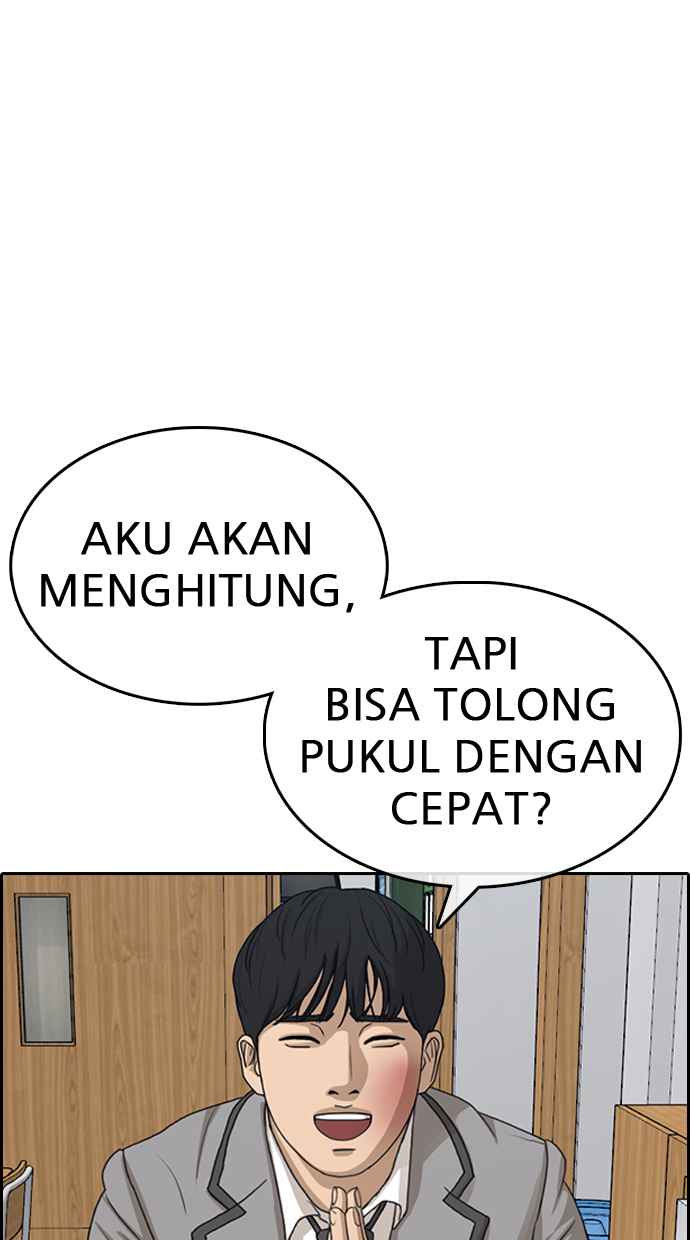 AKU AKAN
MENGHITUNG,
TAPI
BISA TOLONG
PUKUL DENGAN
CEPAT?